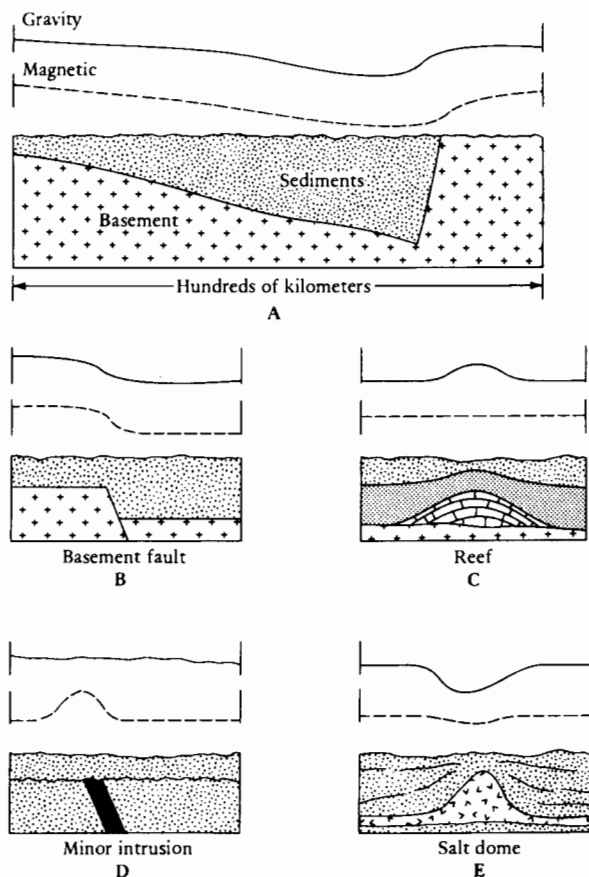 Gravity
Magnetic
Sediments
Basement
Hundreds of kilometers
A
Basement fault
B
Reef
C
Minor intrusion
D
Salt dome
E